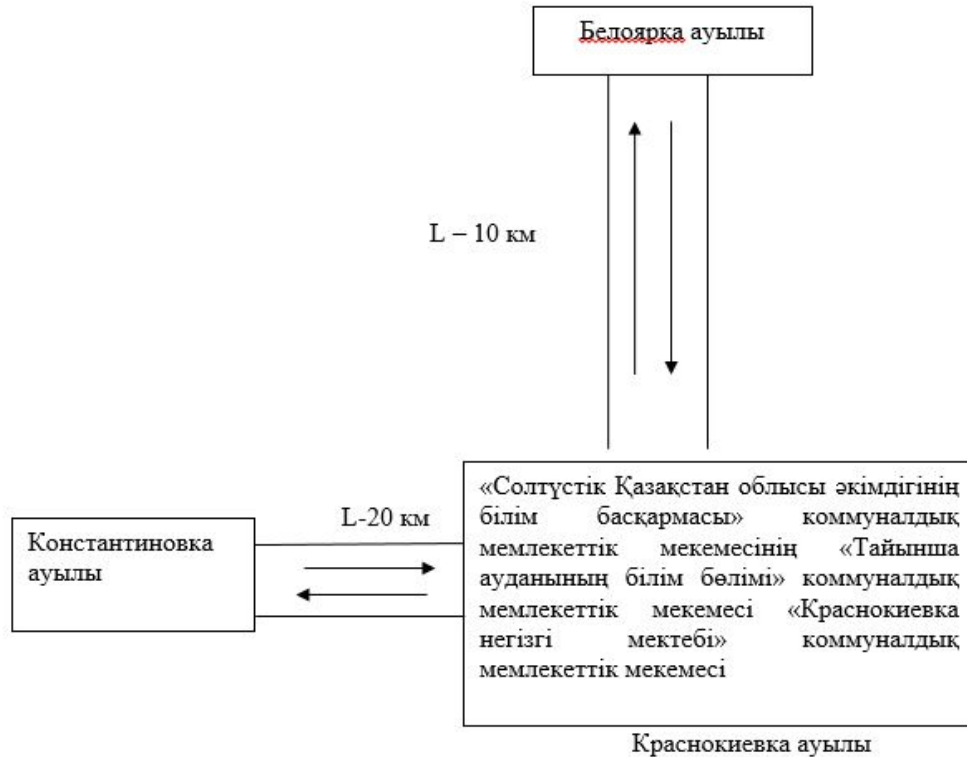 Белоярка ауылы
L – 10 км
L-20 км
Константиновка
ауылы
«Солтүстік Қазақстан облысы әкімдігінің
білім басқармасы» коммуналдық
мемлекеттік мекемесінің «Тайынша
ауданының білім бөлімі» коммуналдық
мемлекеттік мекемесі «Краснокиевка
негізгі мектебі» коммуналдық
мемлекеттік мекемесі
Краснокиевка ауылы